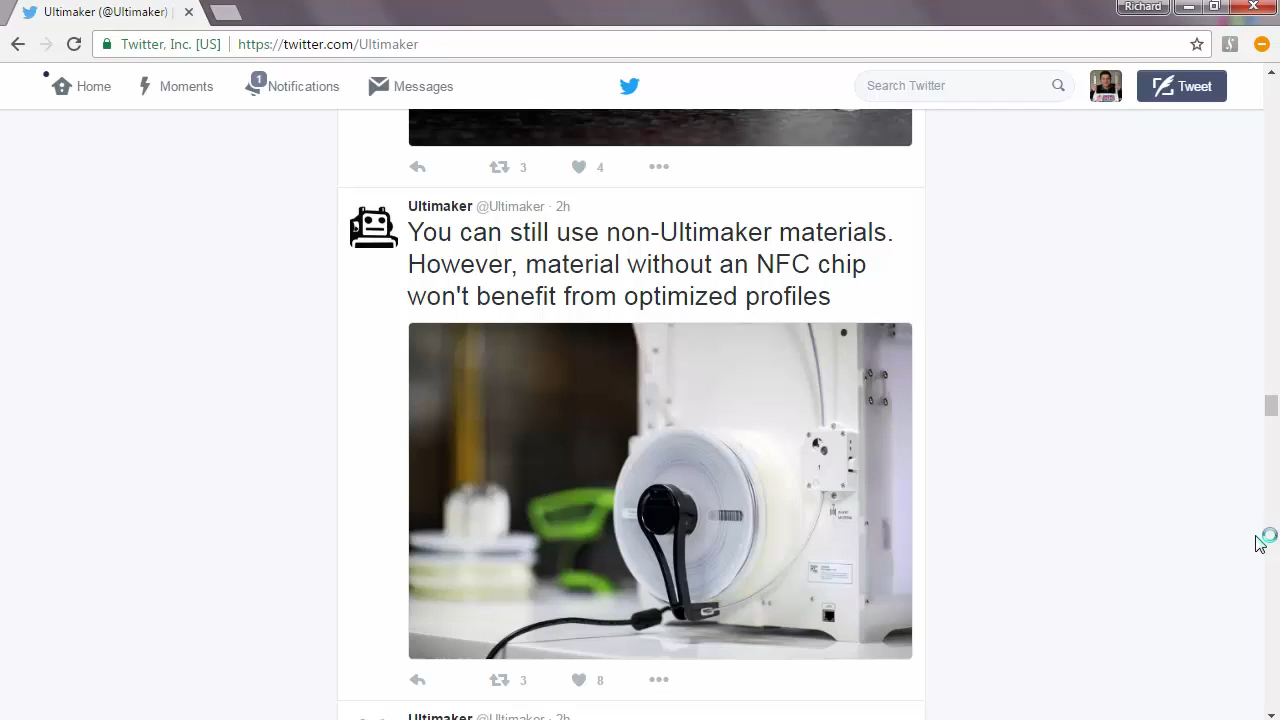 Richard
Ultimaker (@Ultimaker) |
Twitter, Inc. [US] https://twitter.com/Ultimaker
Home Moments 1 Notifications Messages Search Twitter Tweet
3 4
Ultimaker @Ultimaker · 2h
You can still use non-Ultimaker materials.
However, material without an NFC chip
won't benefit from optimized profiles
3 8
Ultimaker @Ultimaker · 2h